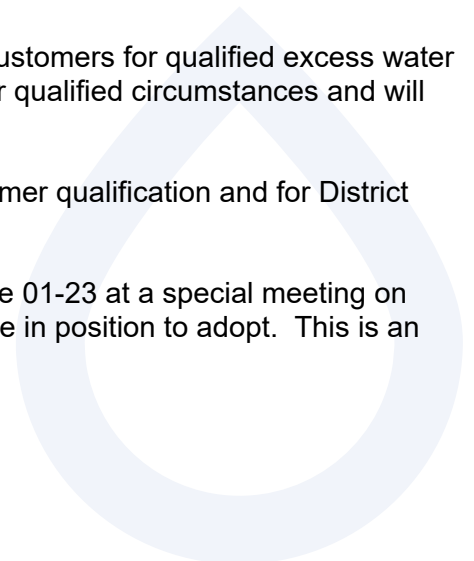 ustomers for qualified excess water
r qualified circumstances and will
mer qualification and for District
e 01-23 at a special meeting on
e in position to adopt. This is an